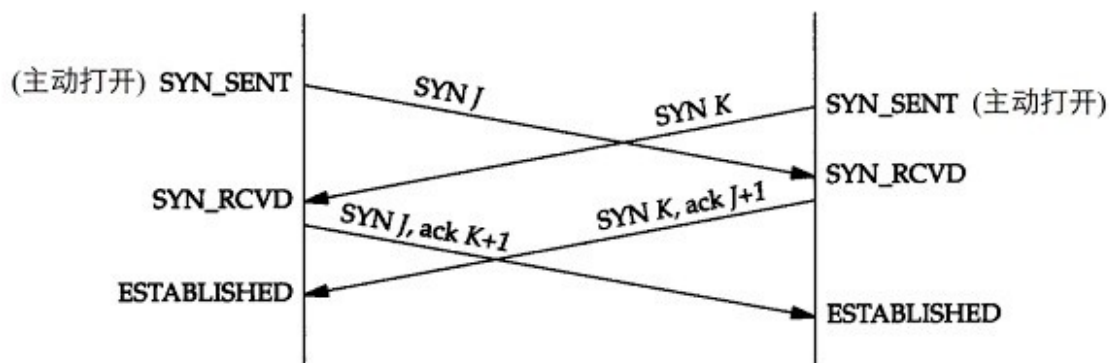 (主动打开) SYN_SENT
SYN J
SYN K
SYN_SENT (主动打开)
SYN_RCVD
SYN_RCVD
SYN J, ack K+1
SYN K, ack J+1
ESTABLISHED
ESTABLISHED